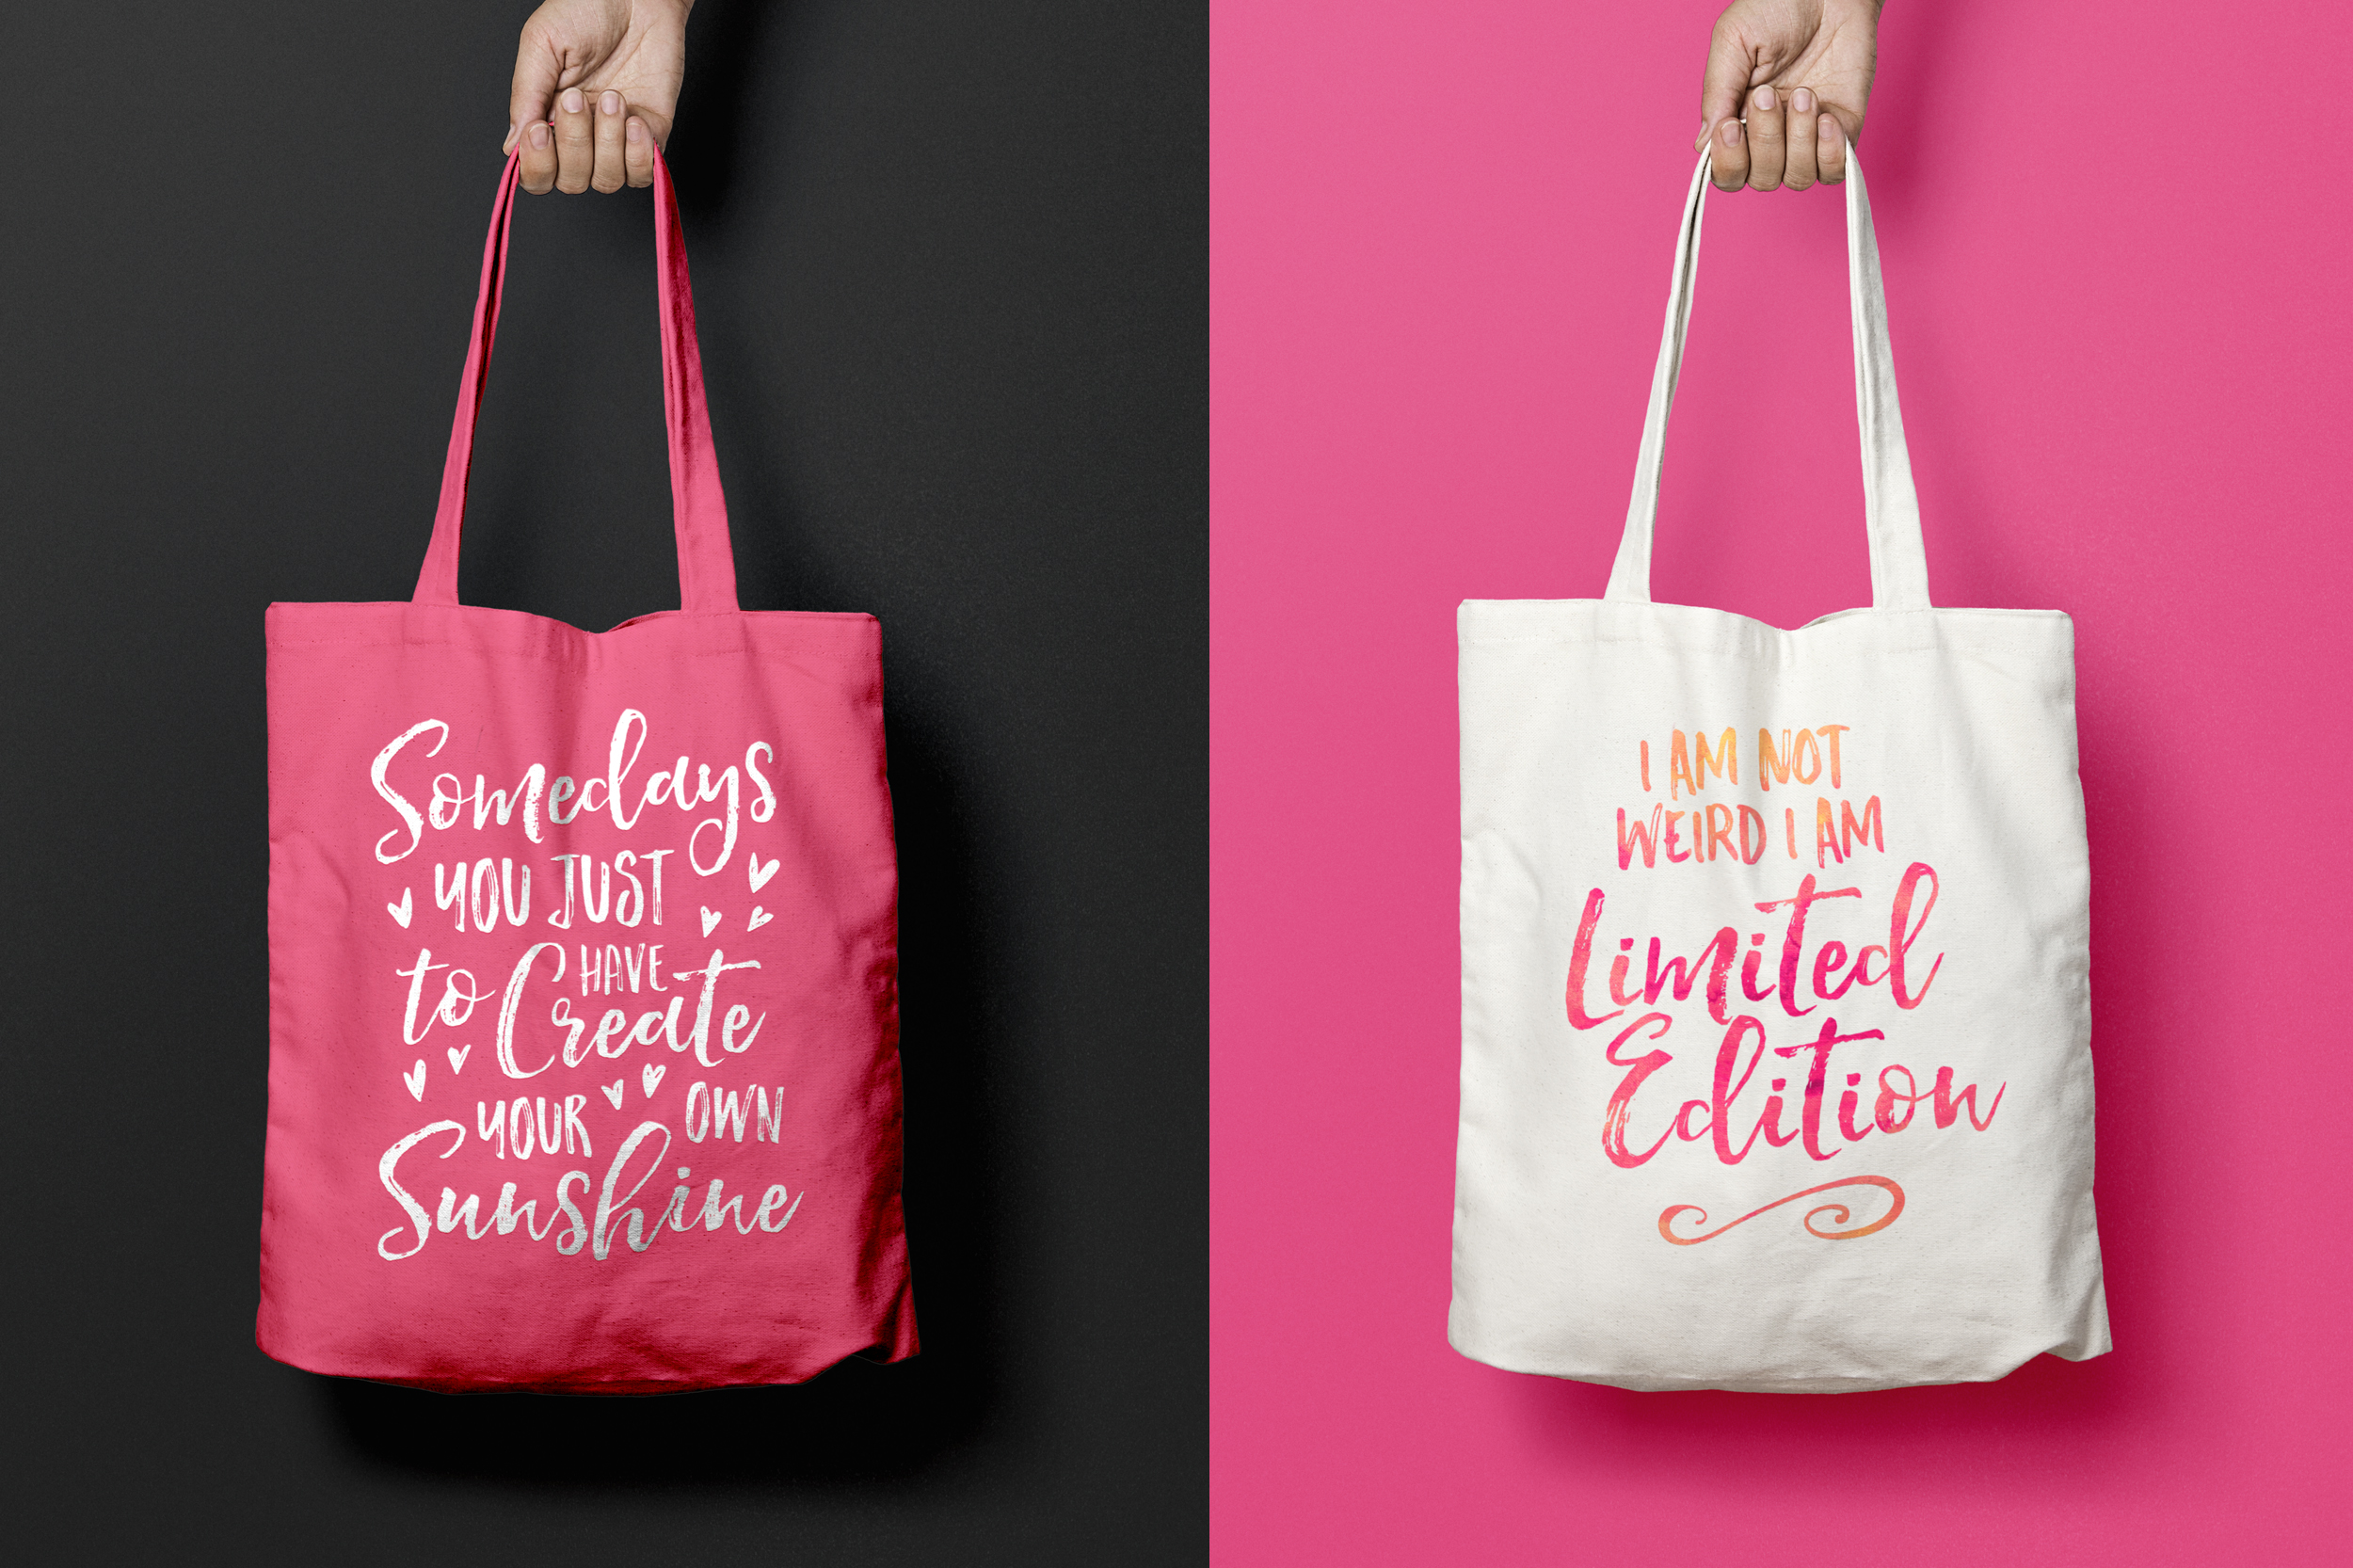 Somedays
YOU JUST
to HAVE
Create
YOUR OWN
Sunshine
I AM NOT
WEIRD I AM
Limited
Edition